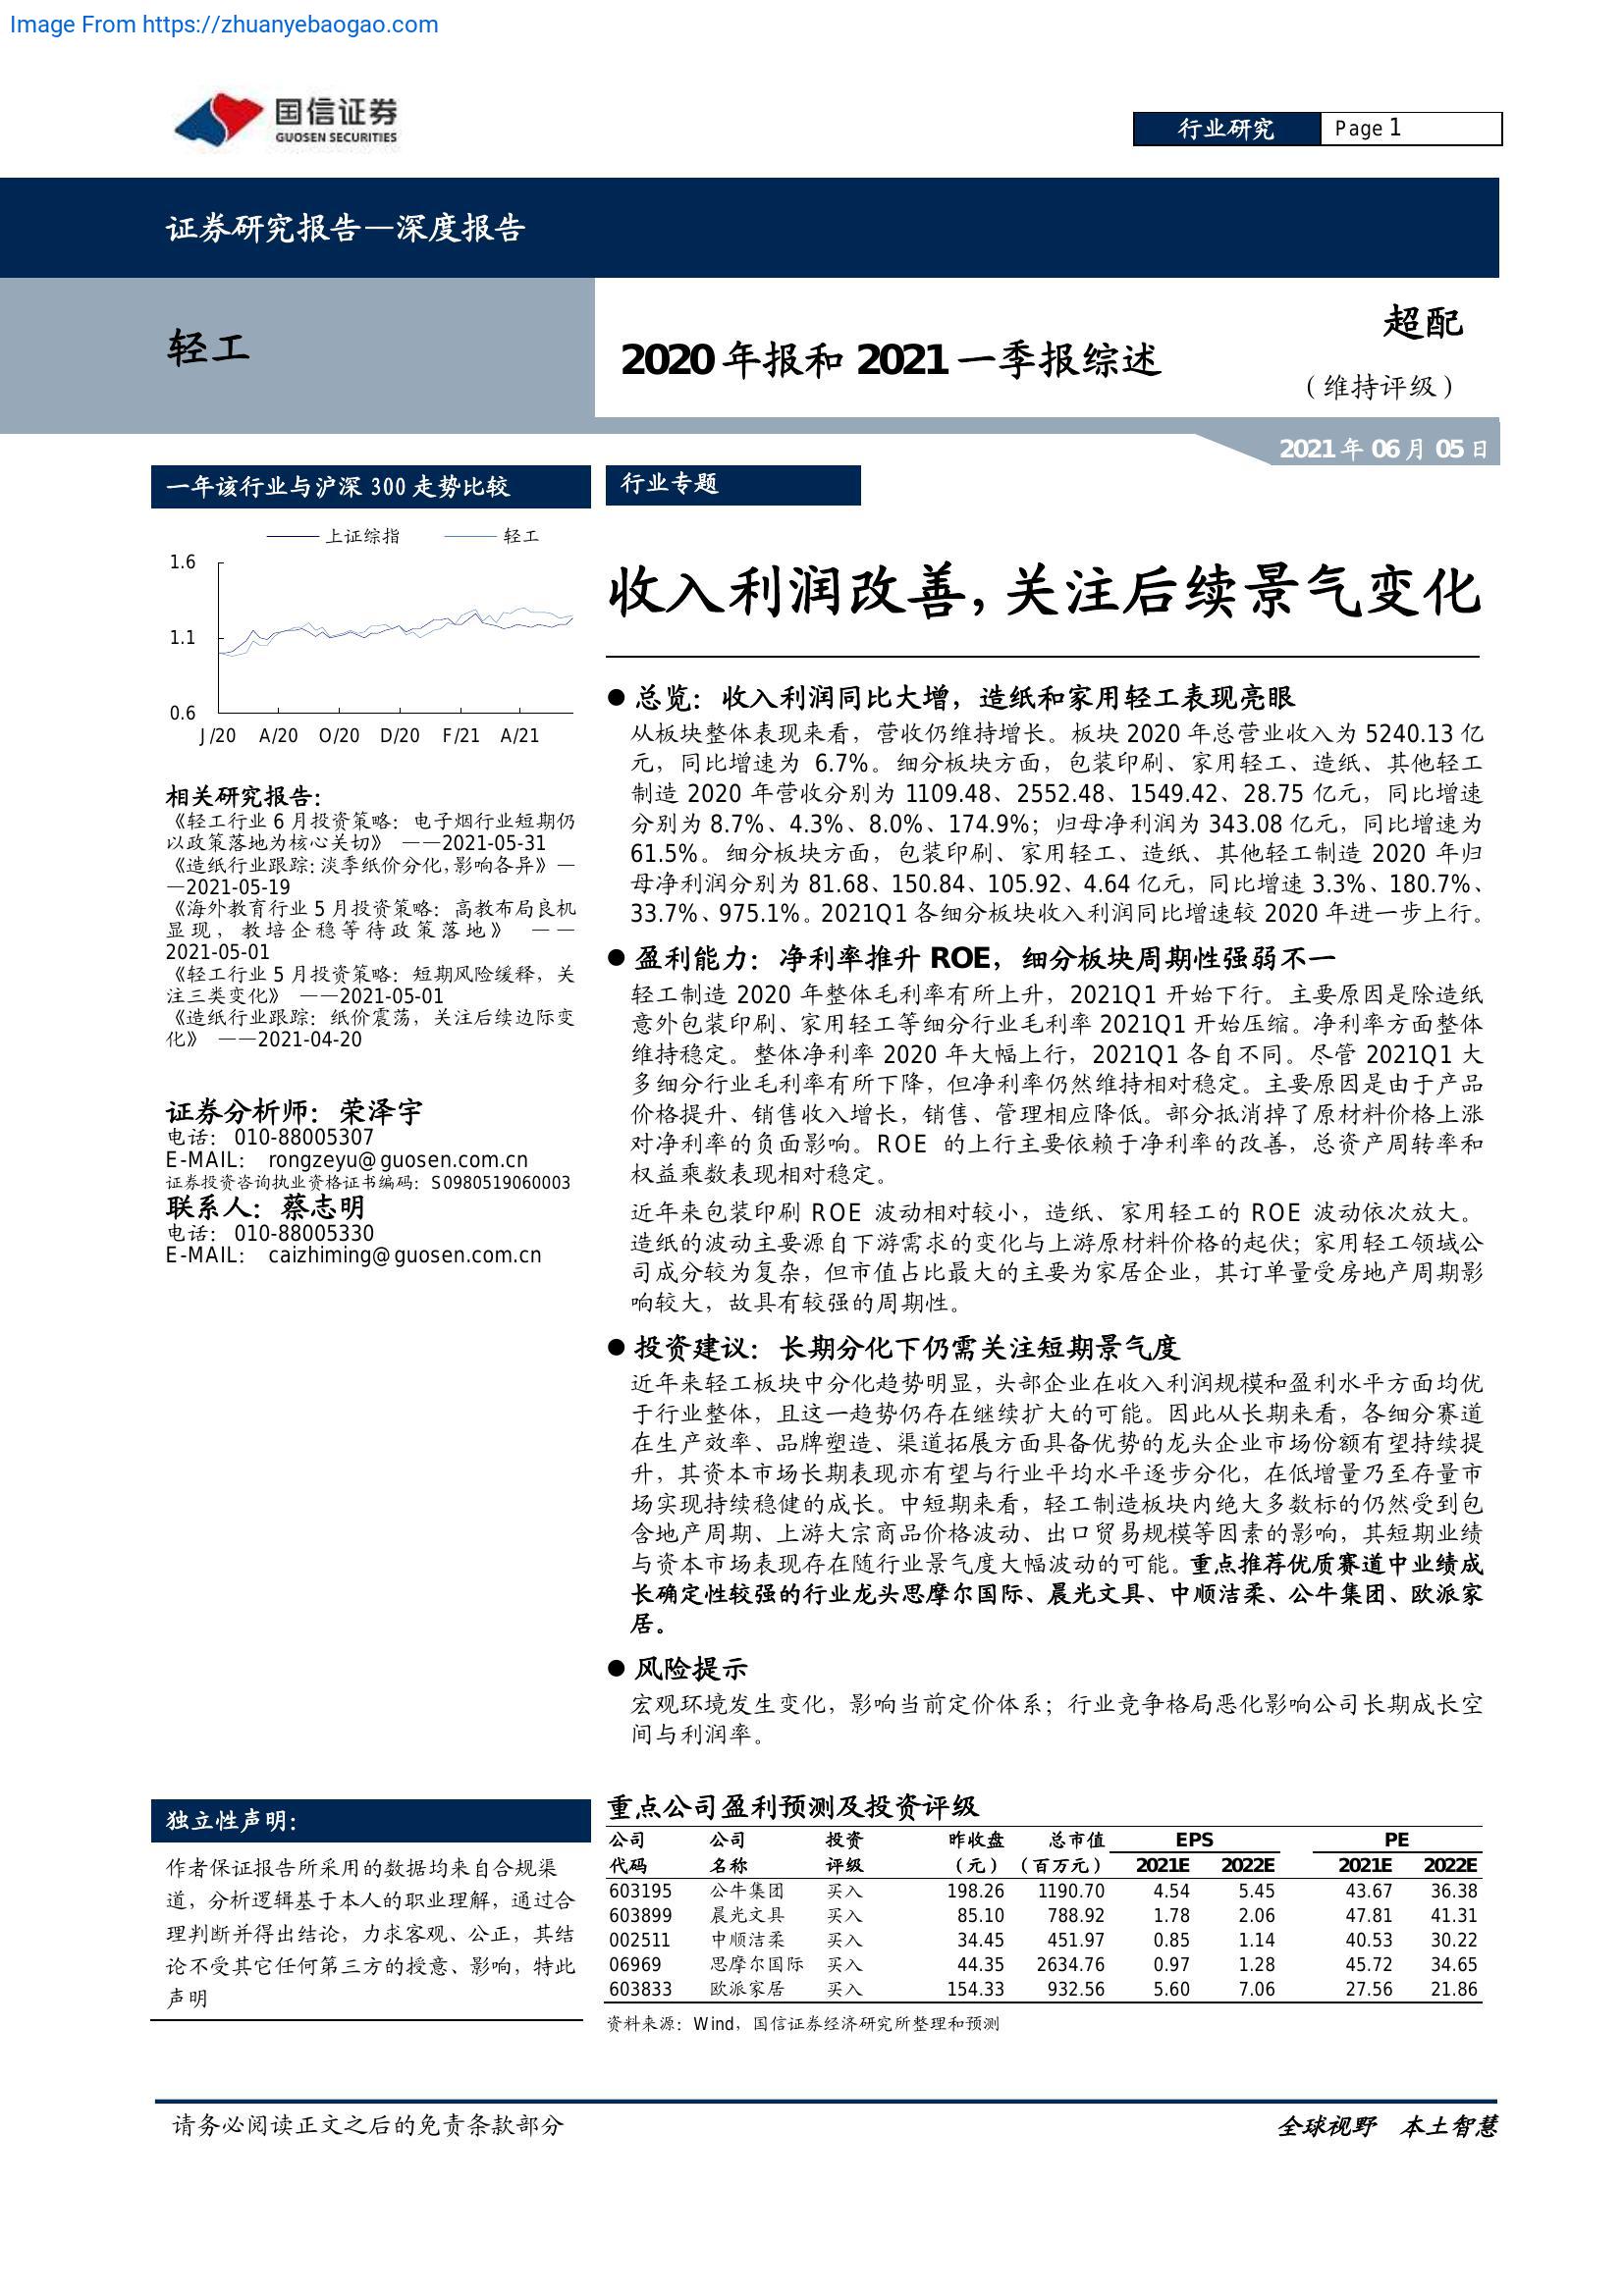 Image From https://zhuanyebaogao.com
国信证券
GUOSEN SECURITIES
行业研究 Page 1
证券研究报告—深度报告
轻工
2020 年报和 2021 一季报综述
超配
（维持评级）
2021 年 06 月 05 日
一年该行业与沪深 300 走势比较
上证综指 轻工
1.6
1.1
0.6
J/20 A/20 O/20 D/20 F/21 A/21
相关研究报告：
《轻工行业 6 月投资策略：电子烟行业短期仍
以政策落地为核心关切》 ——2021-05-31
《造纸行业跟踪：淡季纸价分化，影响各异》—
—2021-05-19
《海外教育行业 5 月投资策略：高教布局良机
显现，教培企稳等待政策落地》 ——
2021-05-01
《轻工行业 5 月投资策略：短期风险缓释，关
注三类变化》 ——2021-05-01
《造纸行业跟踪：纸价震荡，关注后续边际变
化》 ——2021-04-20
证券分析师：荣泽宇
电话： 010-88005307
E-MAIL： rongzeyu@guosen.com.cn
证券投资咨询执业资格证书编码：S0980519060003
联系人：蔡志明
电话： 010-88005330
E-MAIL： caizhiming@guosen.com.cn
独立性声明：
作者保证报告所采用的数据均来自合规渠
道，分析逻辑基于本人的职业理解，通过合
理判断并得出结论，力求客观、公正，其结
论不受其它任何第三方的授意、影响，特此
声明
行业专题
收入利润改善，关注后续景气变化
● 总览：收入利润同比大增，造纸和家用轻工表现亮眼
从板块整体表现来看，营收仍维持增长。板块 2020 年总营业收入为 5240.13 亿
元，同比增速为 6.7%。细分板块方面，包装印刷、家用轻工、造纸、其他轻工
制造 2020 年营收分别为 1109.48、2552.48、1549.42、28.75 亿元，同比增速
分别为 8.7%、4.3%、8.0%、174.9%；归母净利润为 343.08 亿元，同比增速为
61.5%。细分板块方面，包装印刷、家用轻工、造纸、其他轻工制造 2020 年归
母净利润分别为 81.68、150.84、105.92、4.64 亿元，同比增速 3.3%、180.7%、
33.7%、975.1%。2021Q1 各细分板块收入利润同比增速较 2020 年进一步上行。
● 盈利能力：净利率推升 ROE，细分板块周期性强弱不一
轻工制造 2020 年整体毛利率有所上升，2021Q1 开始下行。主要原因是除造纸
意外包装印刷、家用轻工等细分行业毛利率 2021Q1 开始压缩。净利率方面整体
维持稳定。整体净利率 2020 年大幅上行，2021Q1 各自不同。尽管 2021Q1 大
多细分行业毛利率有所下降，但净利率仍然维持相对稳定。主要原因是由于产品
价格提升、销售收入增长，销售、管理相应降低。部分抵消掉了原材料价格上涨
对净利率的负面影响。ROE 的上行主要依赖于净利率的改善，总资产周转率和
权益乘数表现相对稳定。
近年来包装印刷 ROE 波动相对较小，造纸、家用轻工的 ROE 波动依次放大。
造纸的波动主要源自下游需求的变化与上游原材料价格的起伏；家用轻工领域公
司成分较为复杂，但市值占比最大的主要为家居企业，其订单量受房地产周期影
响较大，故具有较强的周期性。
● 投资建议：长期分化下仍需关注短期景气度
近年来轻工板块中分化趋势明显，头部企业在收入利润规模和盈利水平方面均优
于行业整体，且这一趋势仍存在继续扩大的可能。因此从长期来看，各细分赛道
在生产效率、品牌塑造、渠道拓展方面具备优势的龙头企业市场份额有望持续提
升，其资本市场长期表现亦有望与行业平均水平逐步分化，在低增量乃至存量市
场实现持续稳健的成长。中短期来看，轻工制造板块内绝大多数标的仍然受到包
含地产周期、上游大宗商品价格波动、出口贸易规模等因素的影响，其短期业绩
与资本市场表现存在随行业景气度大幅波动的可能。重点推荐优质赛道中业绩成
长确定性较强的行业龙头思摩尔国际、晨光文具、中顺洁柔、公牛集团、欧派家
居。
● 风险提示
宏观环境发生变化，影响当前定价体系；行业竞争格局恶化影响公司长期成长空
间与利润率。
重点公司盈利预测及投资评级
公司 公司 投资 昨收盘 总市值 EPS PE
代码 名称 评级 （元） （百万元） 2021E 2022E 2021E 2022E
603195 公牛集团 买入 198.26 1190.70 4.54 5.45 43.67 36.38
603899 晨光文具 买入 85.10 788.92 1.78 2.06 47.81 41.31
002511 中顺洁柔 买入 34.45 451.97 0.85 1.14 40.53 30.22
06969 思摩尔国际 买入 44.35 2634.76 0.97 1.28 45.72 34.65
603833 欧派家居 买入 154.33 932.56 5.60 7.06 27.56 21.86
资料来源：Wind，国信证券经济研究所整理和预测
请务必阅读正文之后的免责条款部分
全球视野 本土智慧